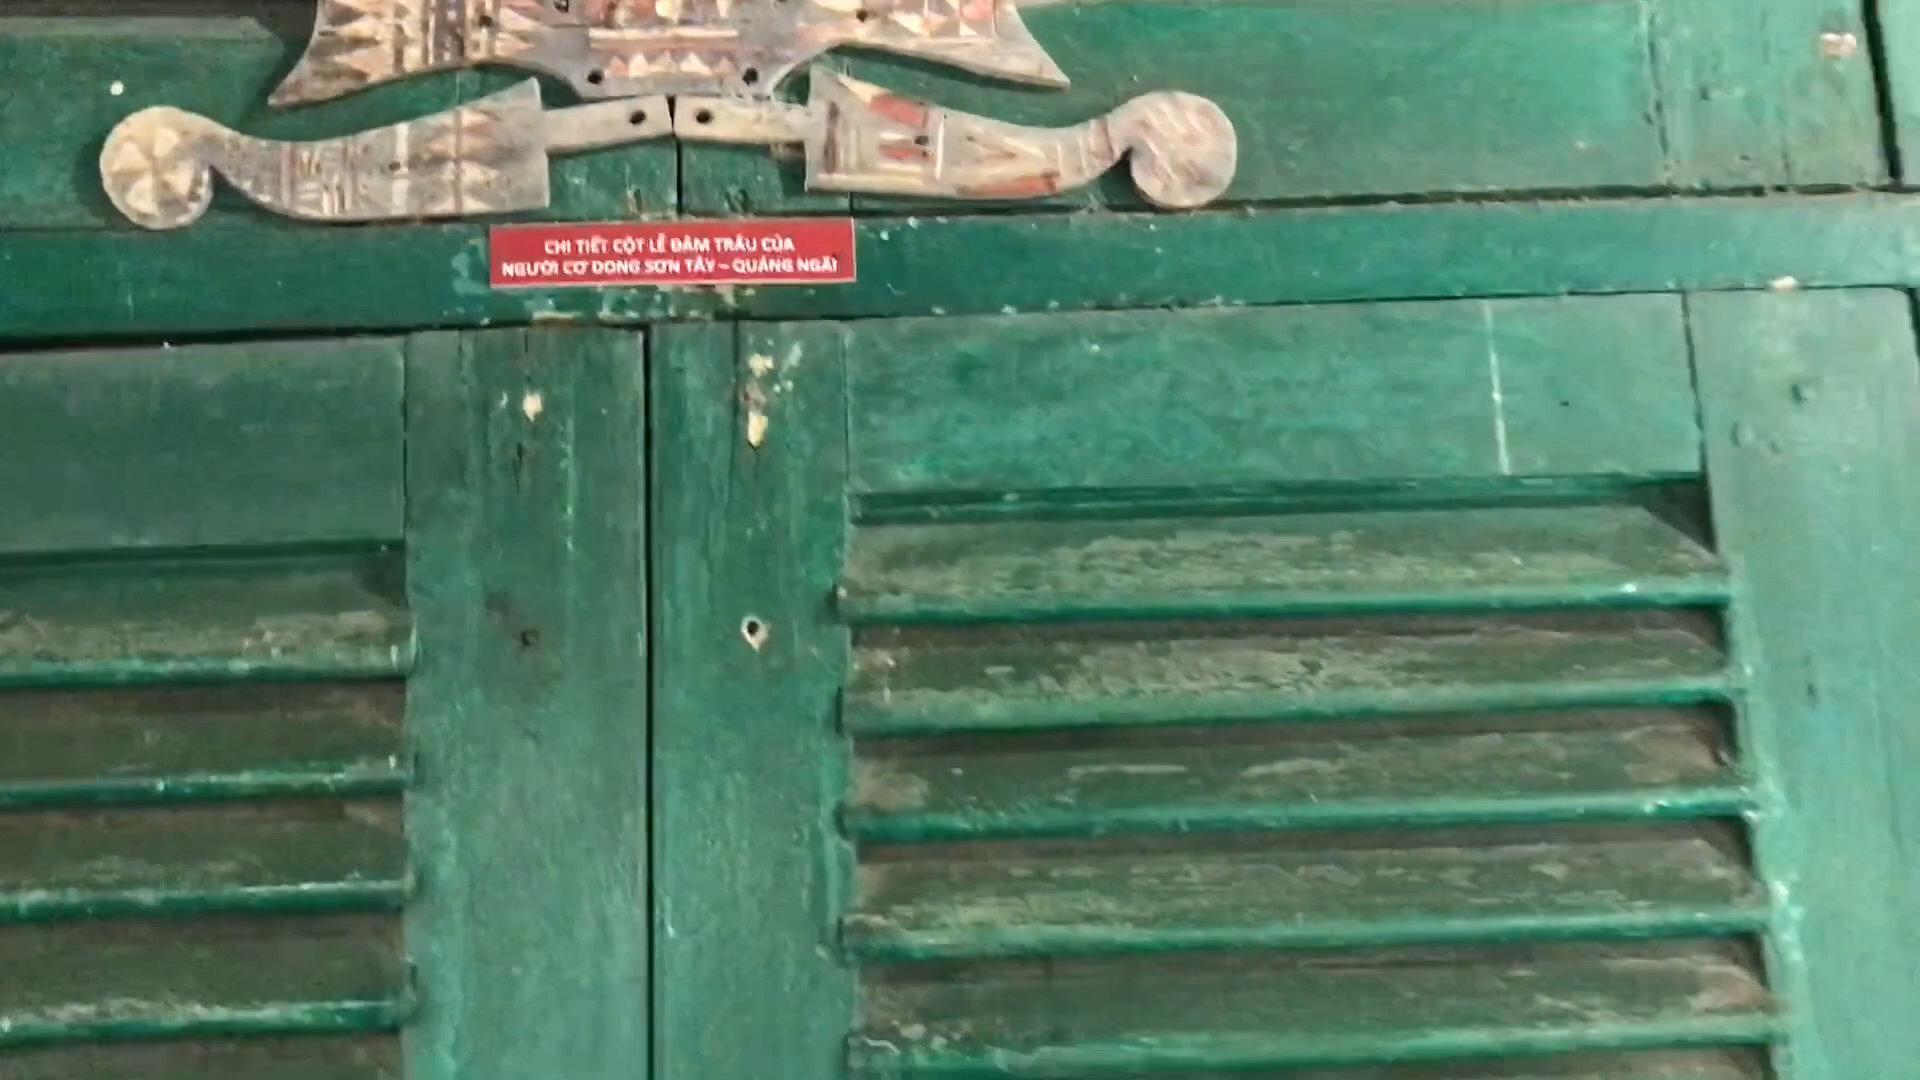 CHI TIẾT CỘT LỄ ĐÂM TRÂU CỦA
NGƯỜI CƠ DONG SƠN TÂY – QUẢNG NGÃI